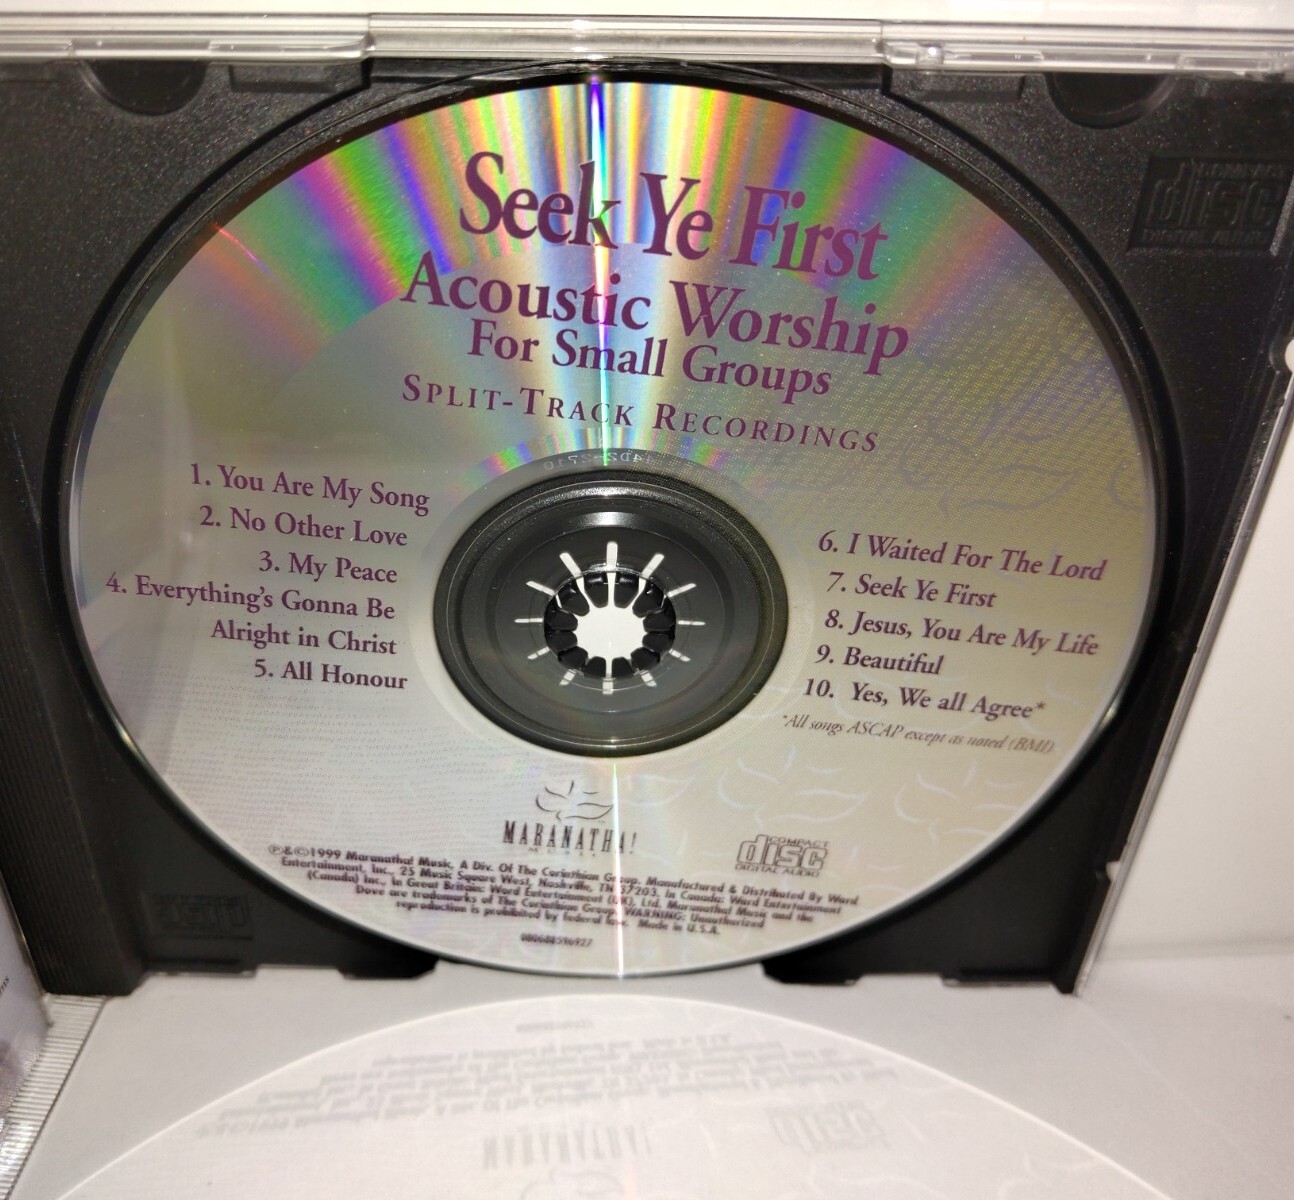 Seek Ye First
Acoustic Worship
For Small Groups
SPLIT-TRACK RECORDINGS
1. You Are My Song
2. No Other Love
3. My Peace
4. Everything's Gonna Be
Alright in Christ
5. All Honour
6. I Waited For The Lord
7. Seek Ye First
8. Jesus, You Are My Life
9. Beautiful
10. Yes, We all Agree*
*All songs ASCAP except as noted (BMI).
MARANATHA!
MUSIC
COMPACT
disc
DIGITAL AUDIO
℗&©1999 Maranatha! Music, A Div. Of The Corinthian Group. Manufactured & Distributed By Word
Entertainment, Inc., 25 Music Square West, Nashville, TN 37203. In Canada: Word Entertainment
(Canada) Inc., In Great Britain: Word Entertainment (UK), Ltd. Maranatha! Music and the
Dove are trademarks of The Corinthian Group. WARNING: Unauthorized
reproduction is prohibited by federal law. Made in U.S.A.
080688596927
COMPACT
disc
DIGITAL AUDIO